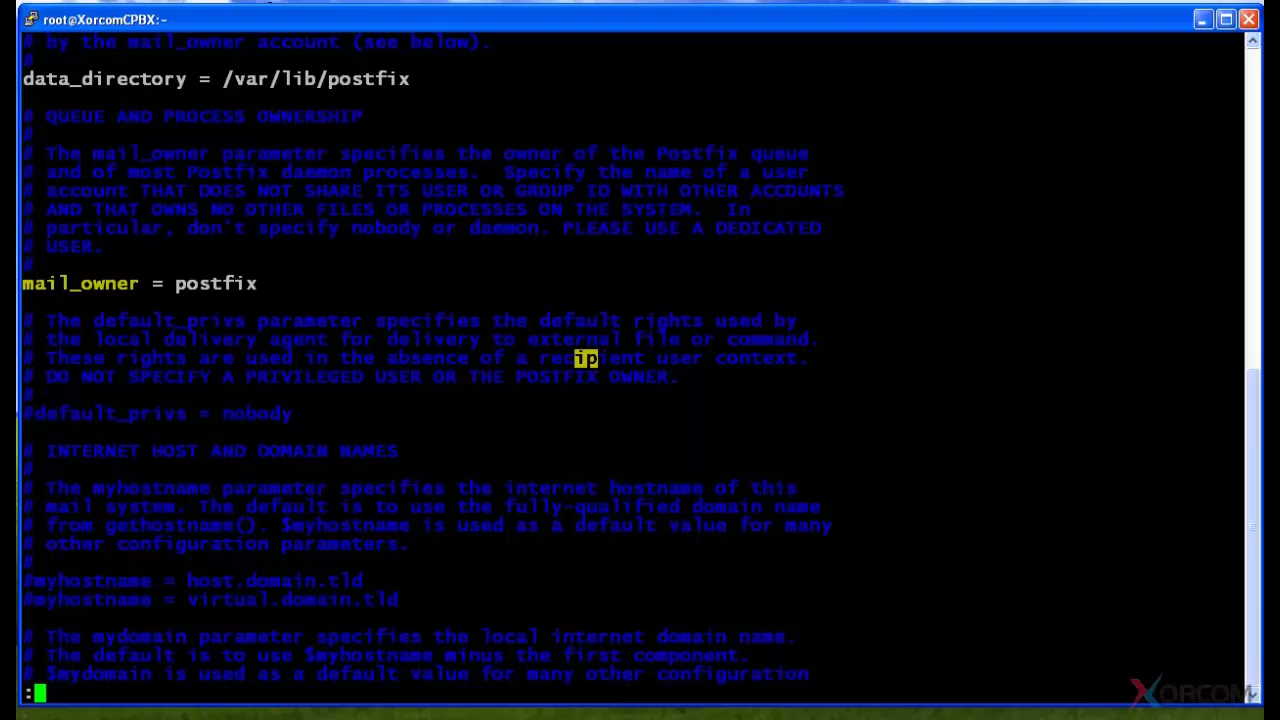 root@XorcomCPBX:~
# by the mail_owner account (see below).
#
data_directory = /var/lib/postfix
# QUEUE AND PROCESS OWNERSHIP
#
# The mail_owner parameter specifies the owner of the Postfix queue
# and of most Postfix daemon processes.  Specify the name of a user
# account THAT DOES NOT SHARE ITS USER OR GROUP ID WITH OTHER ACCOUNTS
# AND THAT OWNS NO OTHER FILES OR PROCESSES ON THE SYSTEM.  In
# particular, don't specify nobody or daemon. PLEASE USE A DEDICATED
# USER.
#
mail_owner = postfix
# The default_privs parameter specifies the default rights used by
# the local delivery agent for delivery to external file or command.
# These rights are used in the absence of a recipient user context.
# DO NOT SPECIFY A PRIVILEGED USER OR THE POSTFIX OWNER.
#
#default_privs = nobody
# INTERNET HOST AND DOMAIN NAMES
#
# The myhostname parameter specifies the internet hostname of this
# mail system. The default is to use the fully-qualified domain name
# from gethostname(). $myhostname is used as a default value for many
# other configuration parameters.
#
#myhostname = host.domain.tld
#myhostname = virtual.domain.tld
# The mydomain parameter specifies the local internet domain name.
# The default is to use $myhostname minus the first component.
# $mydomain is used as a default value for many other configuration
:
XORCOM